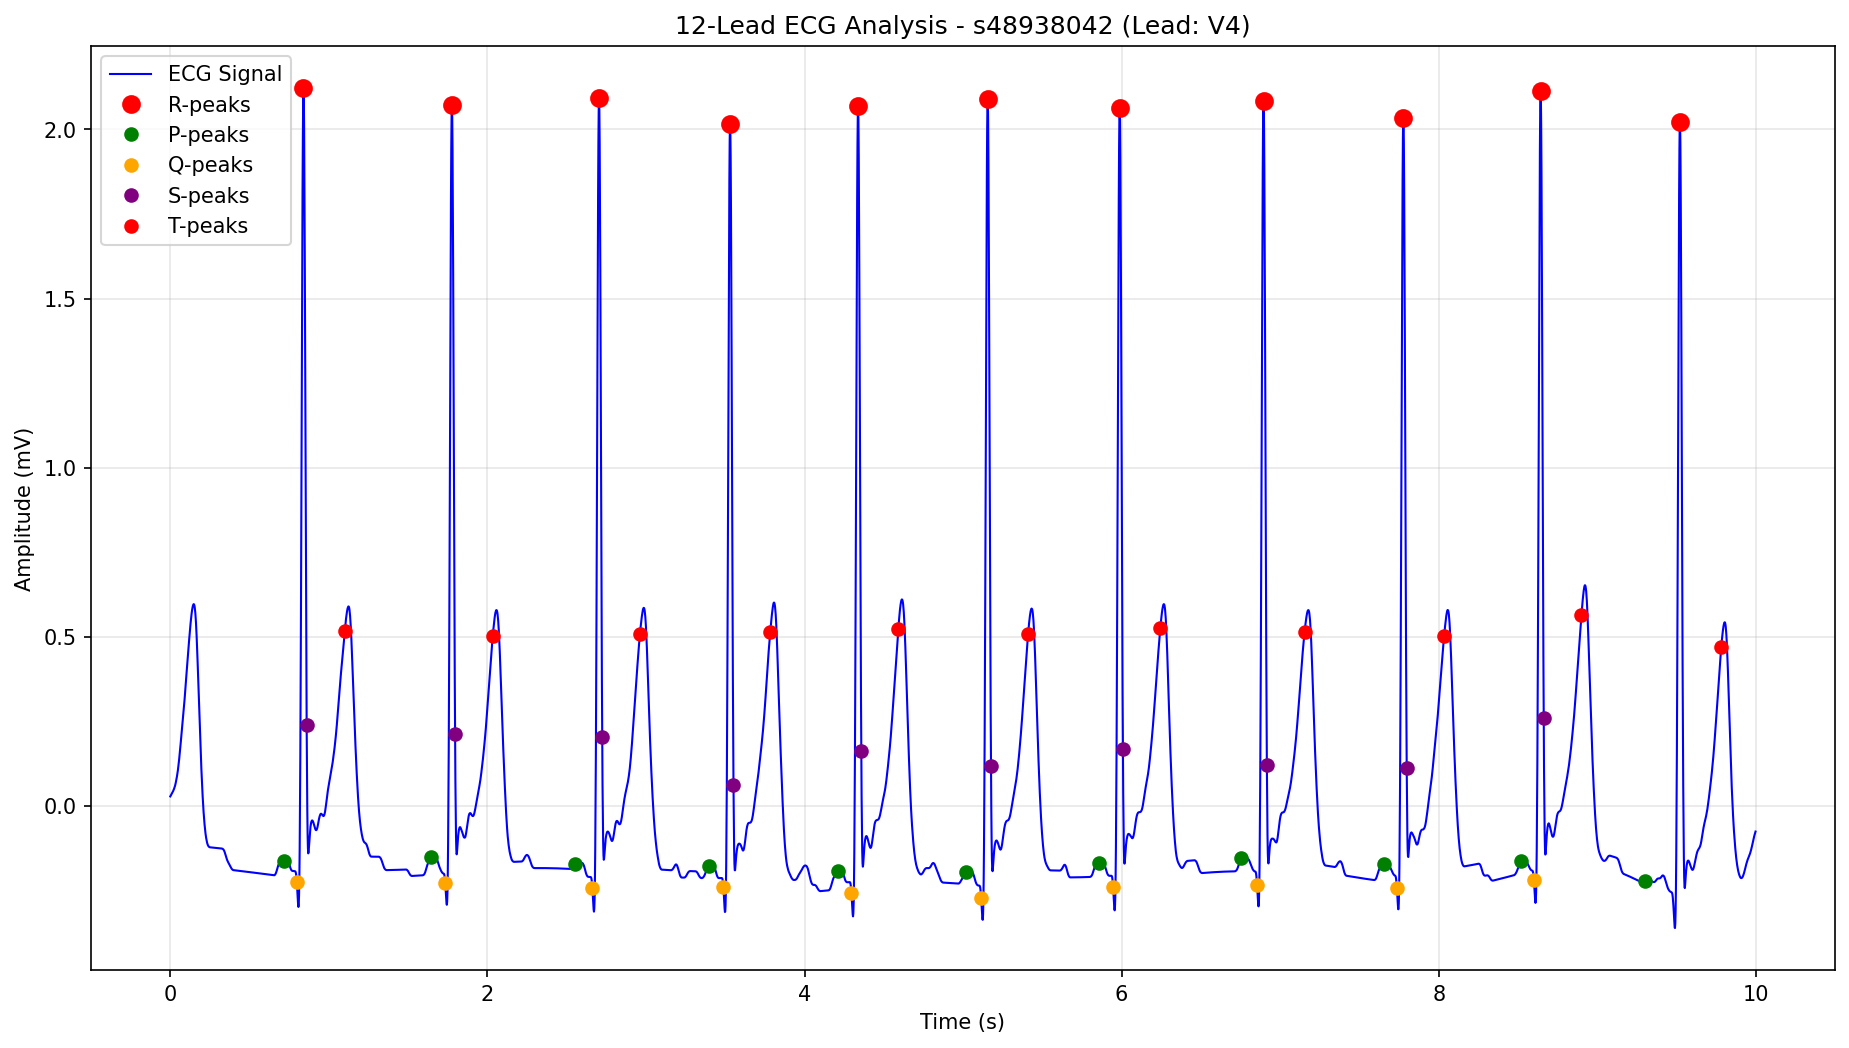 12-Lead ECG Analysis - s48938042 (Lead: V4)
ECG Signal
R-peaks
P-peaks
Q-peaks
S-peaks
T-peaks
Amplitude (mV)
2.0
1.5
1.0
0.5
0.0
0 2 4 6 8 10
Time (s)